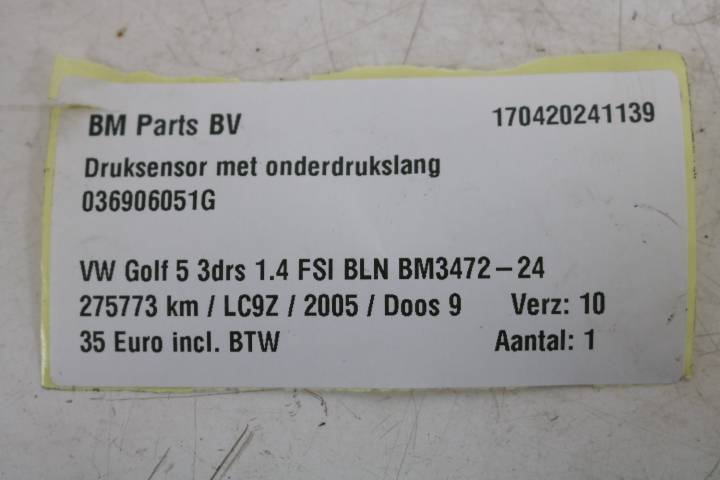 BM Parts BV 170420241139
Druksensor met onderdrukslang
036906051G
VW Golf 5 3drs 1.4 FSI BLN BM3472-24
275773 km / LC9Z / 2005 / Doos 9 Verz: 10
35 Euro incl. BTW Aantal: 1